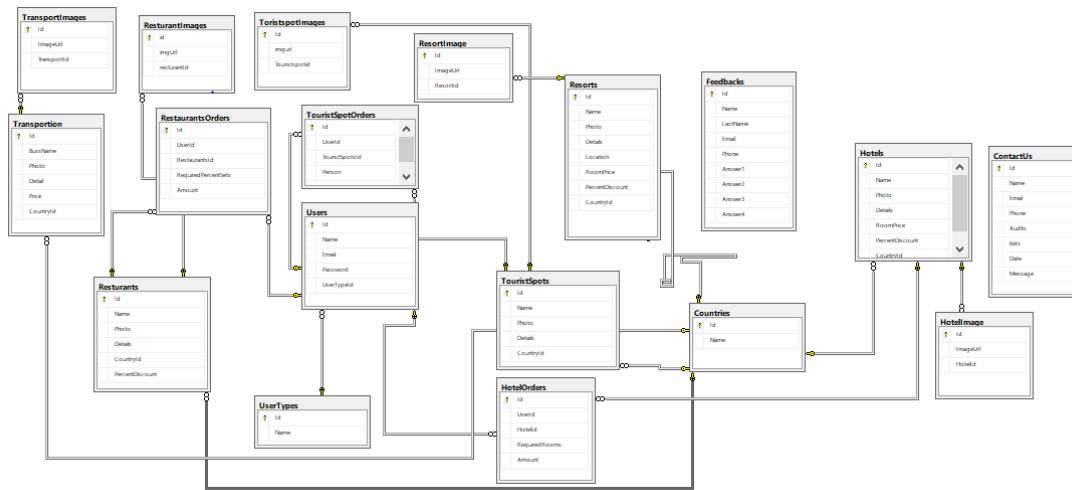 TransportImages
Id
ImageUrl
TransportId
ResturantImages
id
imgUrl
resturantId
ToristspotImages
Id
imgurl
TouristsporId
ResortImage
Id
ImageUrl
ResortId
Resorts
Id
Name
Photo
Details
Location
RoomPrice
PercentDiscount
CountryId
Feedbacks
Id
Name
LastName
Email
Phone
Answer1
Answer2
Answer3
Answer4
Transportion
Id
BussName
Photo
Detail
Price
CountryId
RestaurantsOrders
Id
UserId
RestaurantsId
RequiredPercentSets
Amount
TouristSpotOrders
Id
UserId
TouristSpotsId
Person
Hotels
Id
Name
Photo
Details
RoomPrice
PercentDiscount
CountryId
ContactUs
Id
Name
Email
Phone
Audits
Kids
Date
Message
Users
Id
Name
Email
Password
UserTypeId
Resturants
Id
Name
Photo
Details
CountryId
PercentDiscount
TouristSpots
Id
Name
Photo
Details
CountryId
Countries
Id
Name
HotelImage
Id
ImageUrl
HotelId
UserTypes
Id
Name
HotelOrders
Id
UserId
HotelId
RequiredRooms
Amount